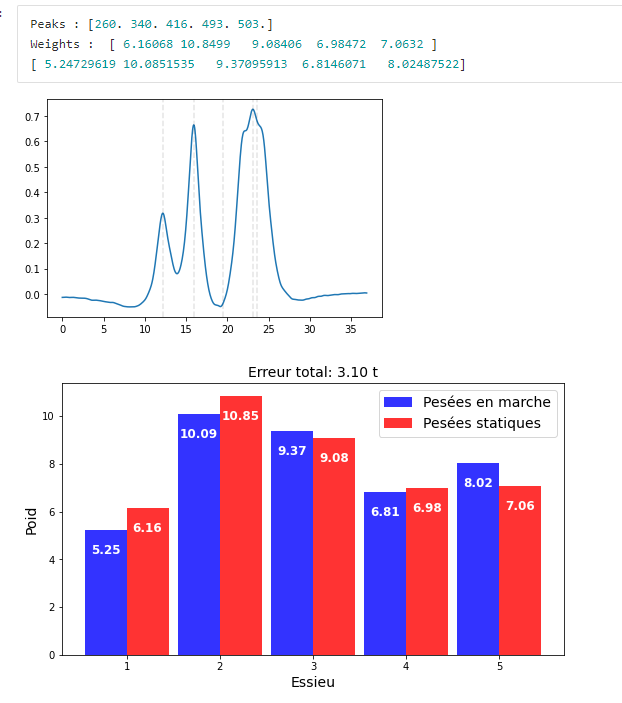 :
Peaks : [260. 340. 416. 493. 503.]
Weights :  [ 6.16068 10.8499   9.08406  6.98472  7.0632 ]
[ 5.24729619 10.0851535   9.37095913  6.8146071   8.02487522]
0.7
0.6
0.5
0.4
0.3
0.2
0.1
0.0
0 5 10 15 20 25 30 35
Erreur total: 3.10 t
Pesées en marche
Pesées statiques
10
8
6
4
2
0
Poid
5.25 6.16 10.09 10.85 9.37 9.08 6.81 6.98 8.02 7.06
1 2 3 4 5
Essieu